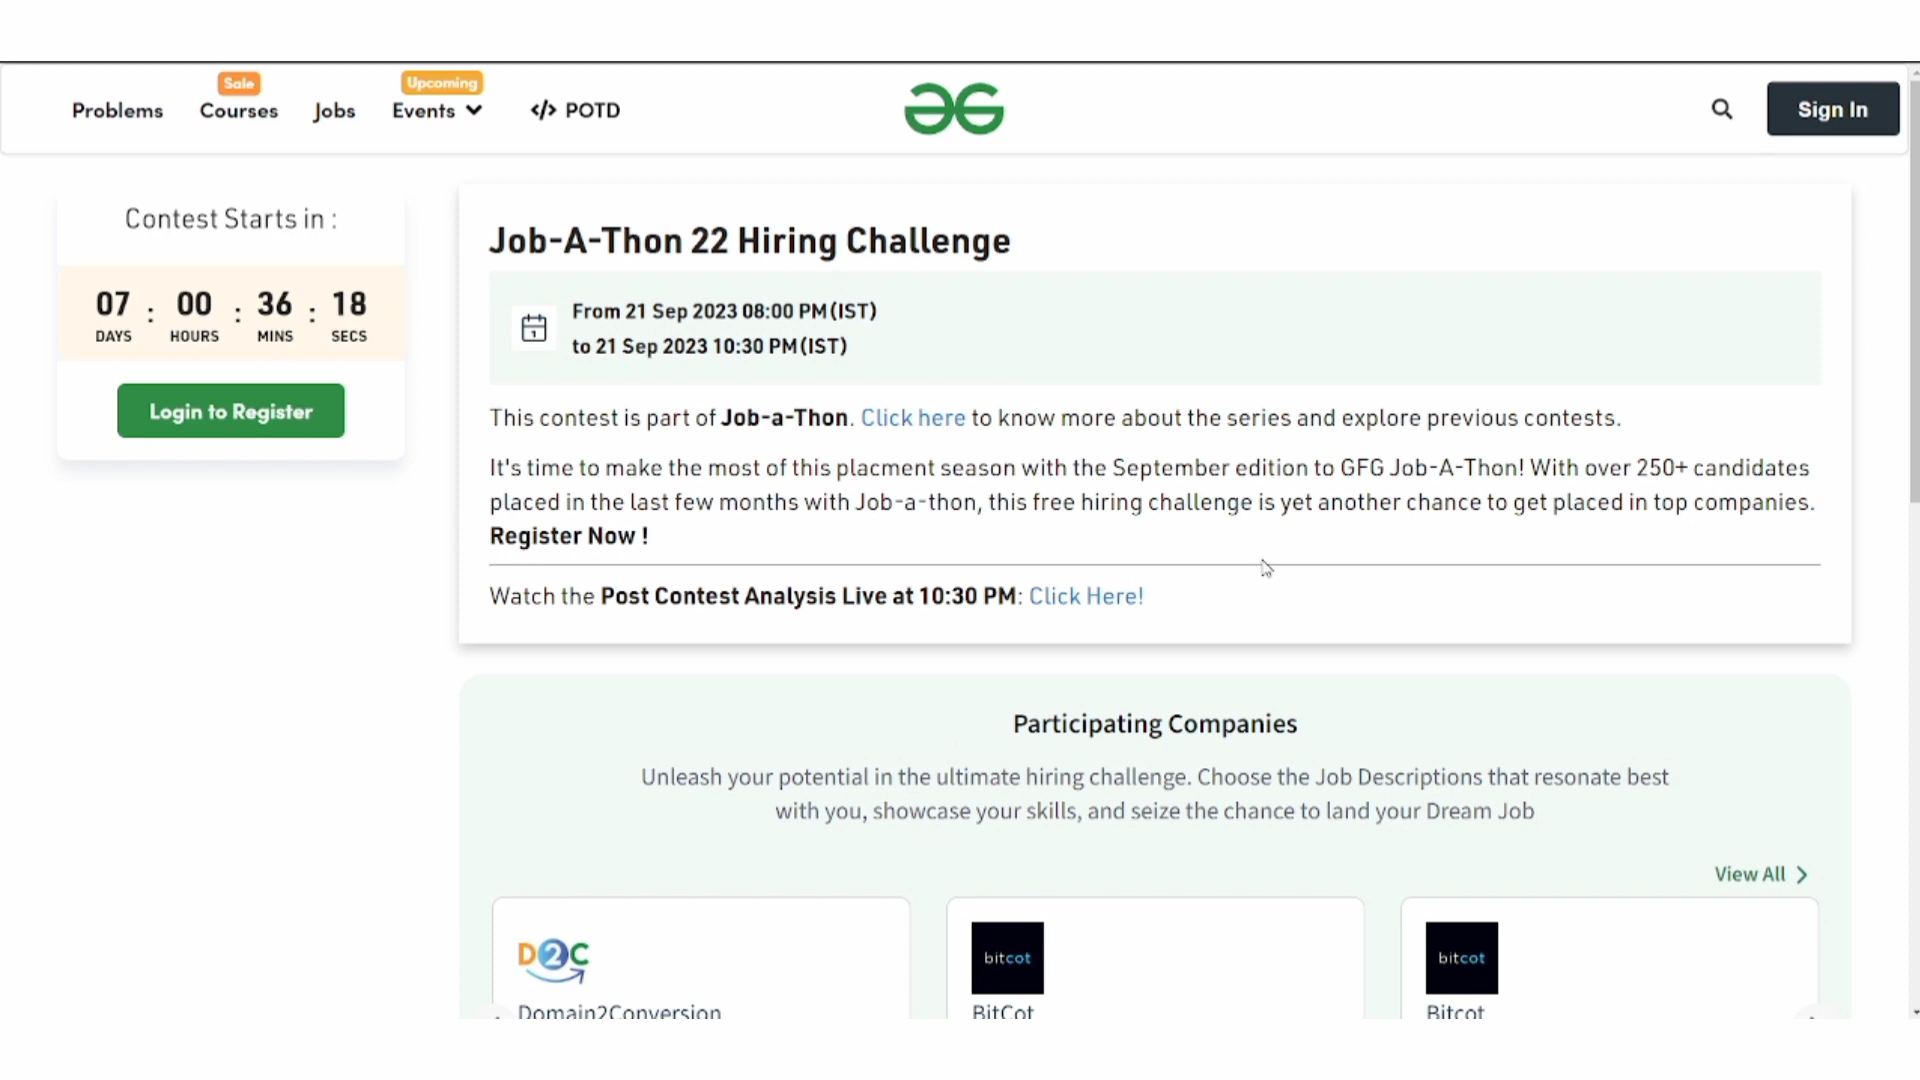 Sale
Upcoming
Problems Courses Jobs Events </> POTD
Sign In
Contest Starts in :
07 : 00 : 36 : 18
DAYS HOURS MINS SECS
Login to Register
Job-A-Thon 22 Hiring Challenge
From 21 Sep 2023 08:00 PM(IST)
to 21 Sep 2023 10:30 PM(IST)
This contest is part of Job-a-Thon. Click here to know more about the series and explore previous contests.
It's time to make the most of this placment season with the September edition to GFG Job-A-Thon! With over 250+ candidates
placed in the last few months with Job-a-thon, this free hiring challenge is yet another chance to get placed in top companies.
Register Now !
Watch the Post Contest Analysis Live at 10:30 PM: Click Here!
Participating Companies
Unleash your potential in the ultimate hiring challenge. Choose the Job Descriptions that resonate best
with you, showcase your skills, and seize the chance to land your Dream Job
View All
D2C
bitcot
bitcot
Domain2Conversion
BitCot
Bitcot